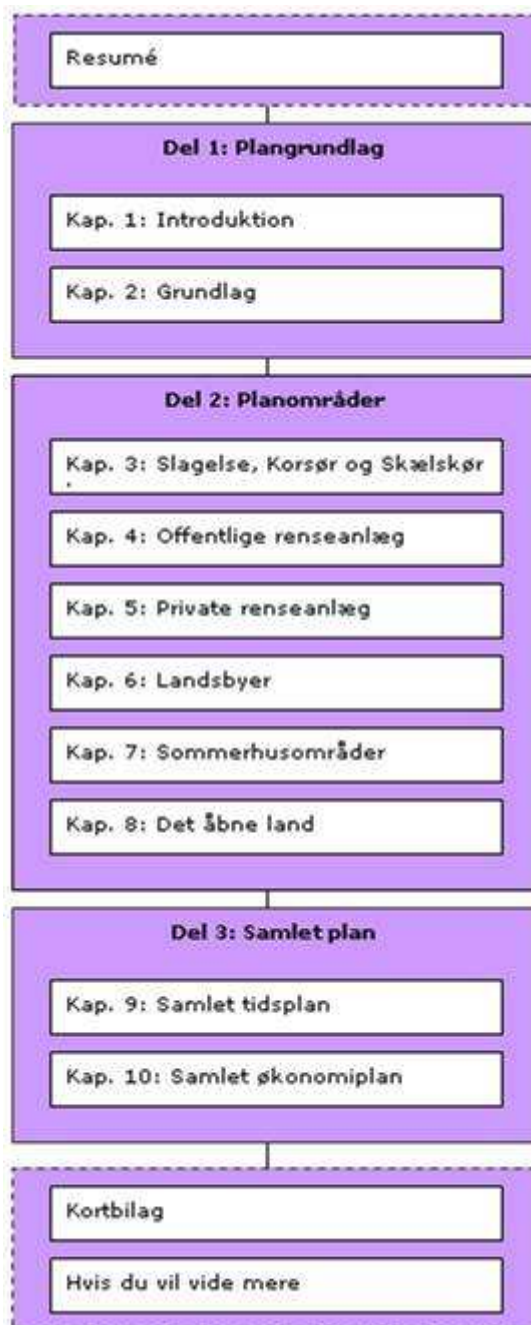 Resumé
Del 1: Plangrundlag
Kap. 1: Introduktion
Kap. 2: Grundlag
Del 2: Planområder
Kap. 3: Slagelse, Korsør og Skælskør
Kap. 4: Offentlige renseanlæg
Kap. 5: Private renseanlæg
Kap. 6: Landsbyer
Kap. 7: Sommerhusområder
Kap. 8: Det åbne land
Del 3: Samlet plan
Kap. 9: Samlet tidsplan
Kap. 10: Samlet økonomiplan
Kortbilag
Hvis du vil vide mere